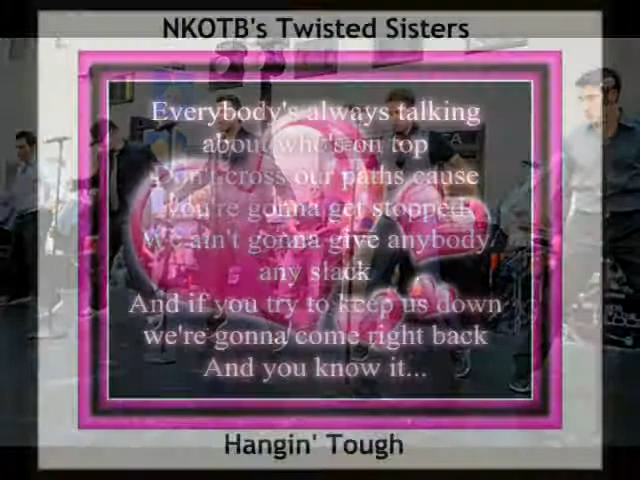 NKOTB's Twisted Sisters
Everybody's always talking
about who's on top
Don't cross our paths cause
you're gonna get stopped
We ain't gonna give anybody
any slack
And if you try to keep us down
we're gonna come right back
And you know it...
Hangin' Tough